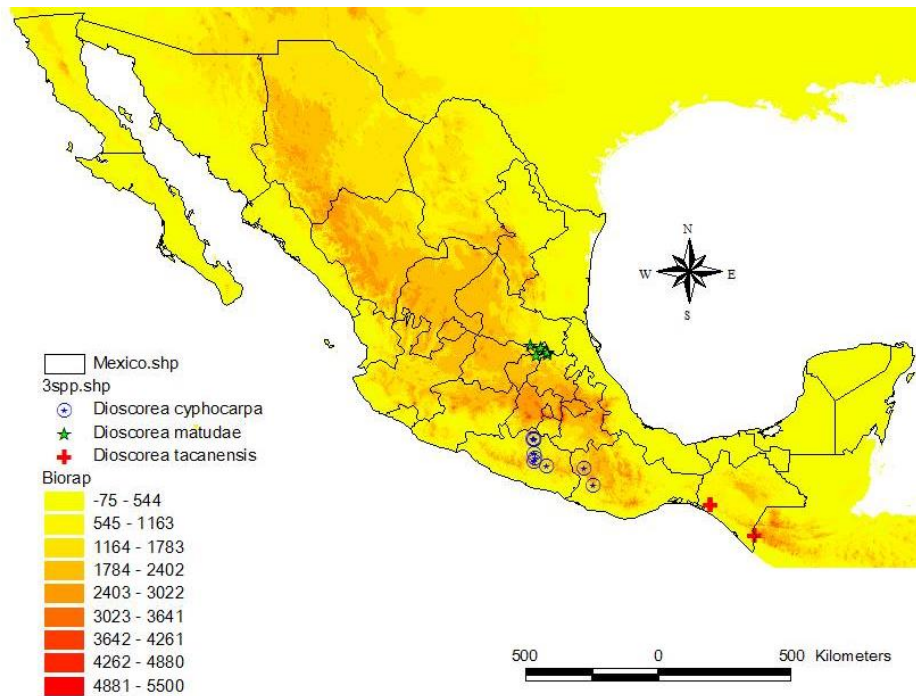 N
W E
S
Mexico.shp
3spp.shp
Dioscorea cyphocarpa
Dioscorea matudae
Dioscorea tacanensis
Biorap
-75 - 544
545 - 1163
1164 - 1783
1784 - 2402
2403 - 3022
3023 - 3641
3642 - 4261
4262 - 4880
4881 - 5500
500 0 500 Kilometers